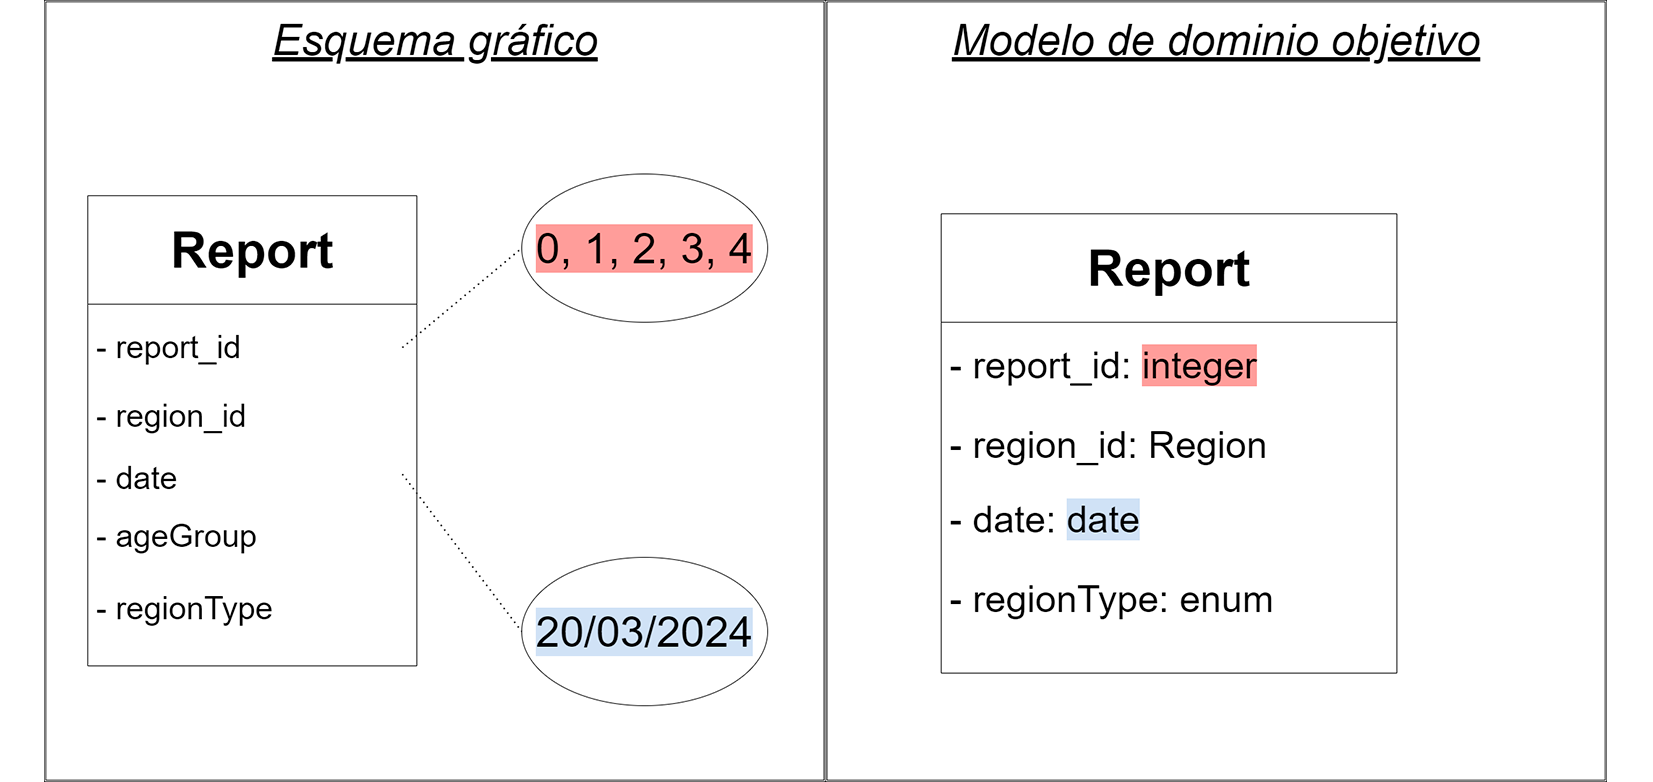 Esquema gráfico
Report
- report_id
- region_id
- date
- ageGroup
- regionType
0, 1, 2, 3, 4
20/03/2024
Modelo de dominio objetivo
Report
- report_id: integer
- region_id: Region
- date: date
- regionType: enum